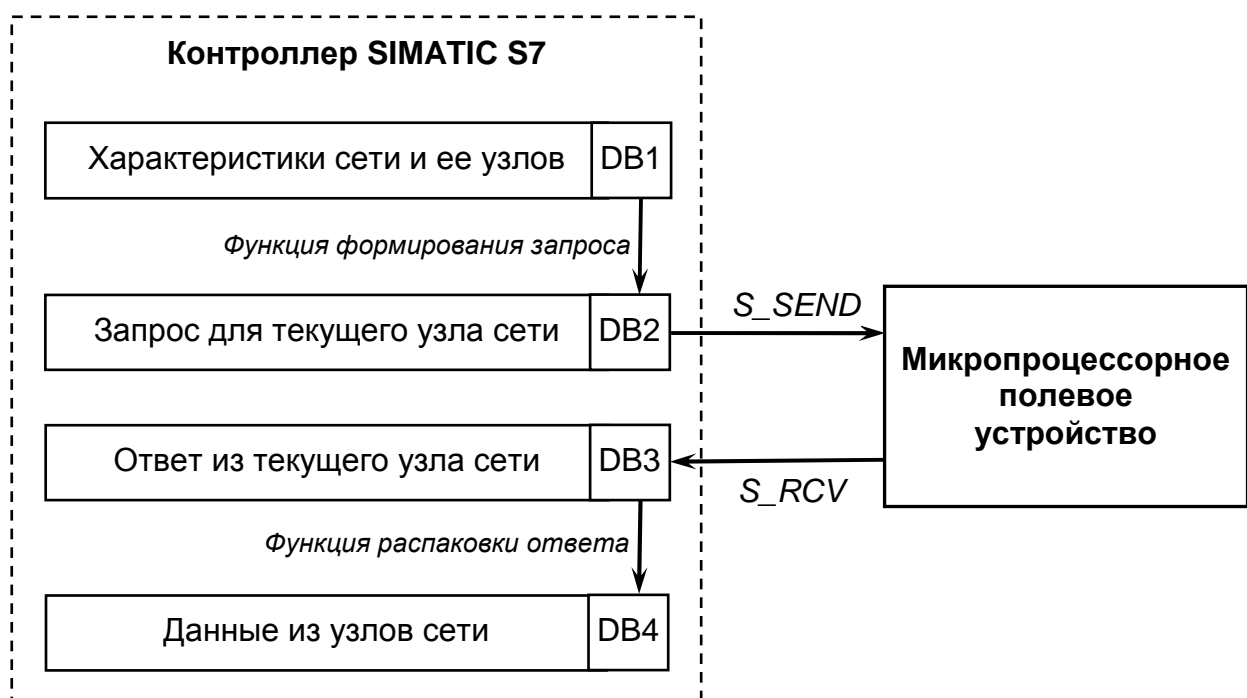 Контроллер SIMATIC S7
Характеристики сети и ее узлов DB1
Функция формирования запроса
Запрос для текущего узла сети DB2
S_SEND
Микропроцессорное
полевое
устройство
Ответ из текущего узла сети DB3
S_RCV
Функция распаковки ответа
Данные из узлов сети DB4